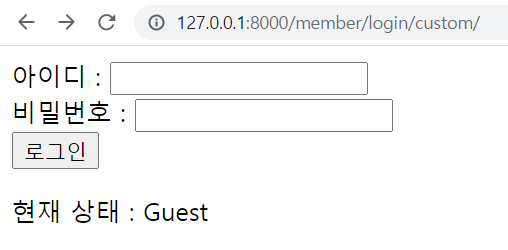 127.0.0.1:8000/member/login/custom/
아이디 :
비밀번호 :
로그인
현재 상태 : Guest